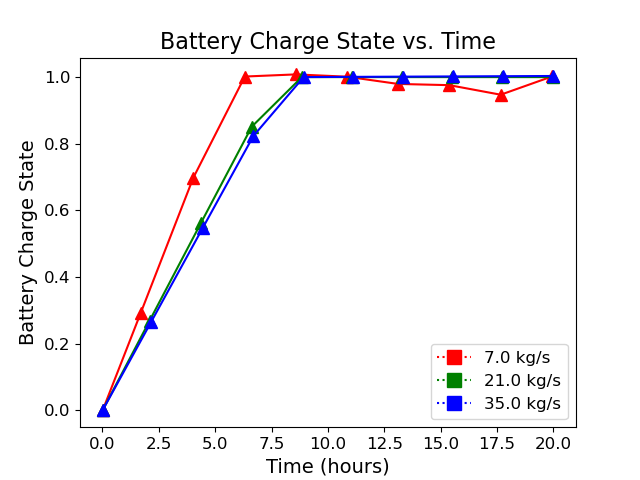 Battery Charge State vs. Time
Battery Charge State
1.0
0.8
0.6
0.4
0.2
0.0
0.0 2.5 5.0 7.5 10.0 12.5 15.0 17.5 20.0
Time (hours)
7.0 kg/s
21.0 kg/s
35.0 kg/s